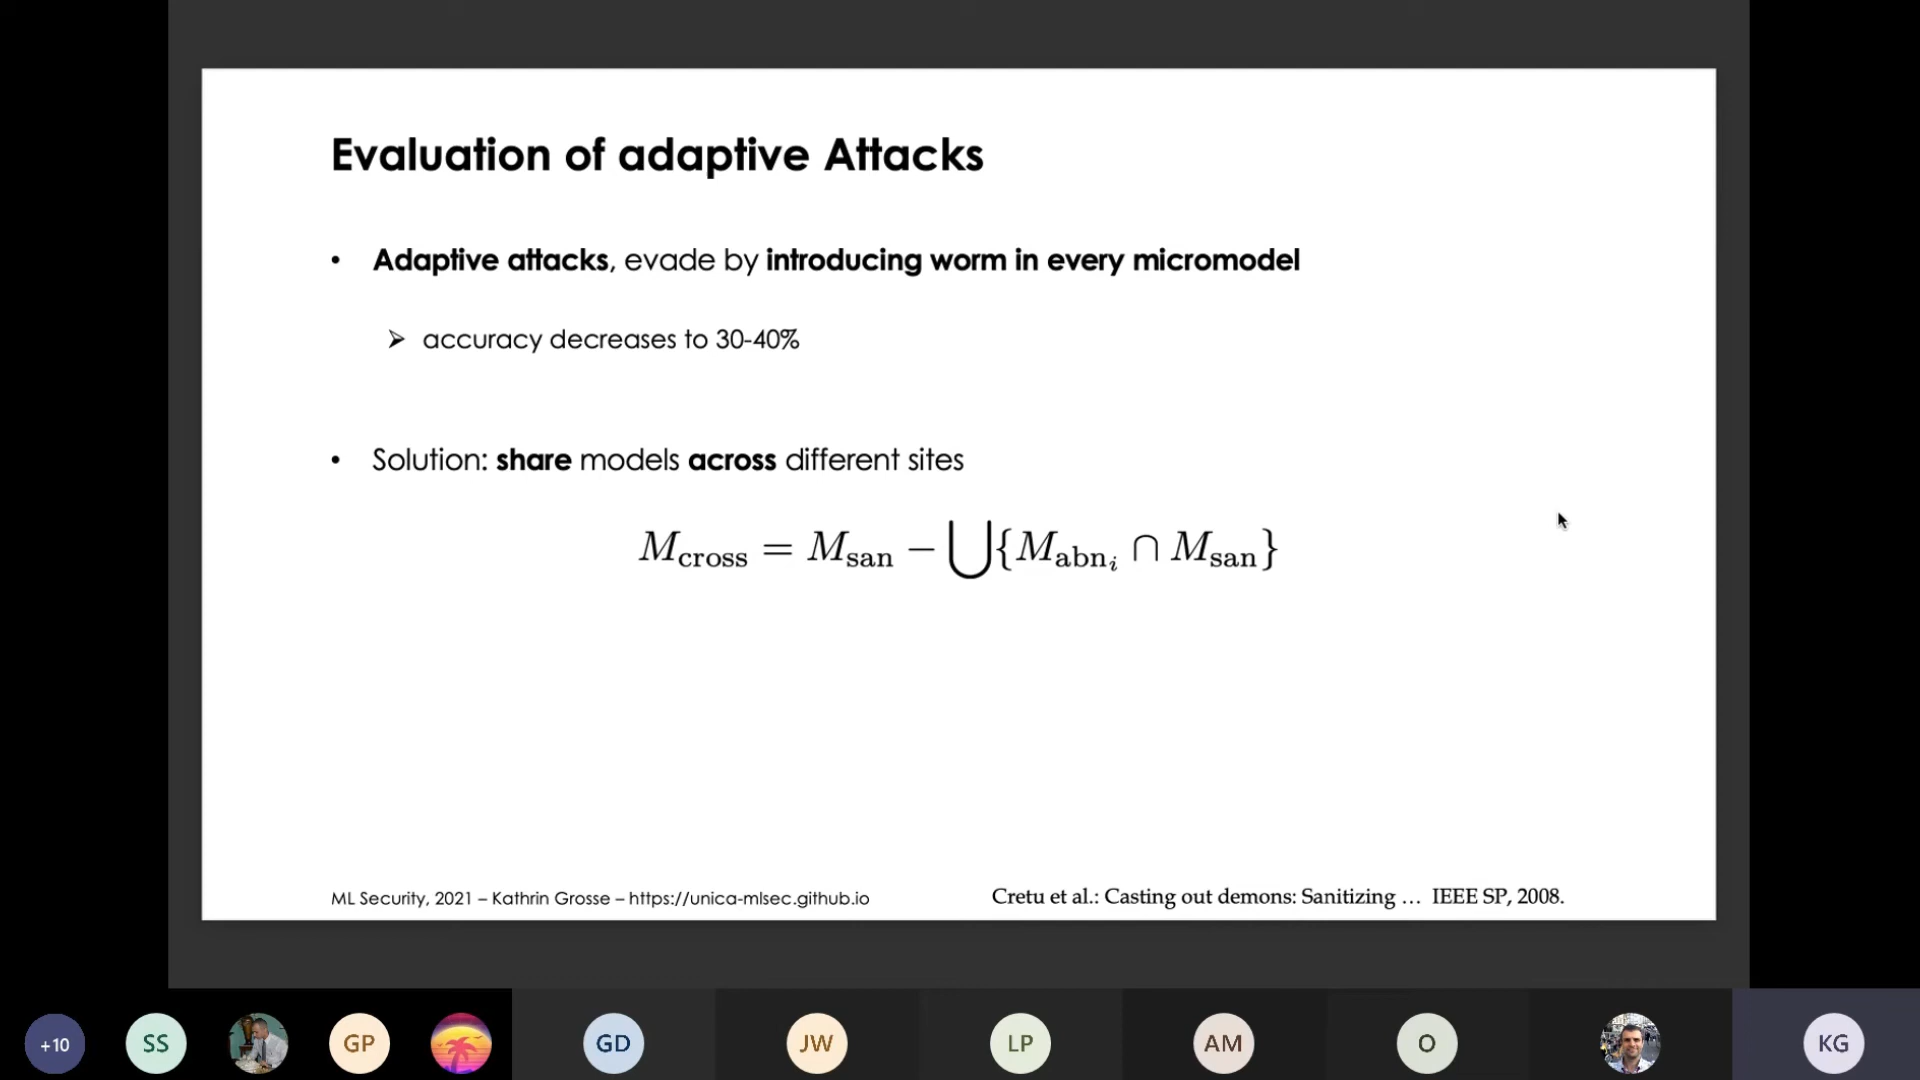 Evaluation of adaptive Attacks
• Adaptive attacks, evade by introducing worm in every micromodel
➢ accuracy decreases to 30-40%
• Solution: share models across different sites
M_cross = M_san − ⋃{M_abn_i ∩ M_san}
ML Security, 2021 – Kathrin Grosse – https://unica-mlsec.github.io
Cretu et al.: Casting out demons: Sanitizing … IEEE SP, 2008.
+10 SS GP GD JW LP AM O KG